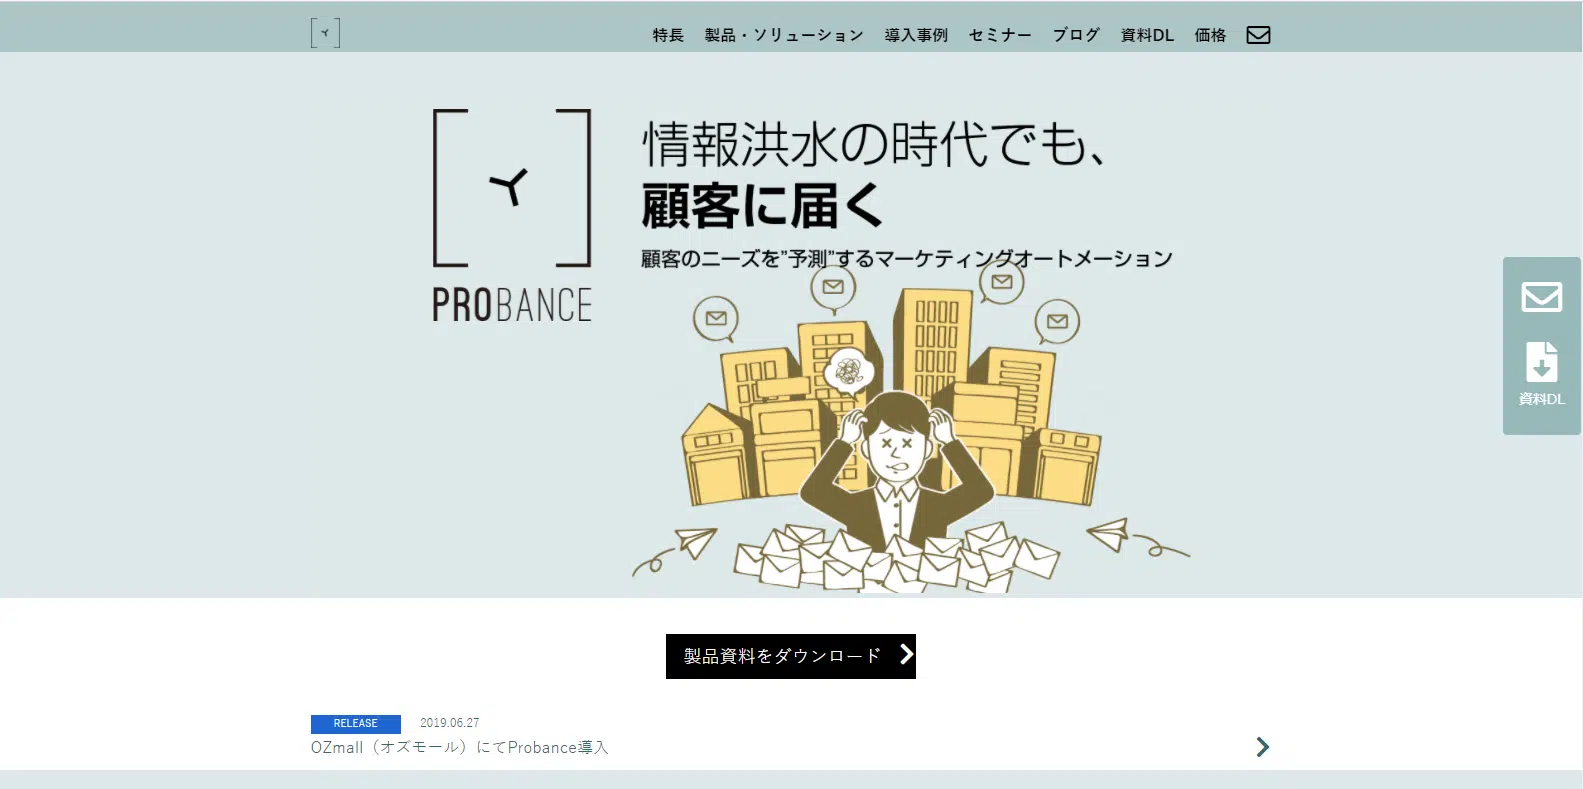 特長 製品・ソリューション 導入事例 セミナー ブログ 資料DL 価格
情報洪水の時代でも、
顧客に届く
顧客のニーズを”予測”するマーケティングオートメーション
PROBANCE
資料DL
製品資料をダウンロード
RELEASE 2019.06.27
OZmall（オズモール）にてProbance導入